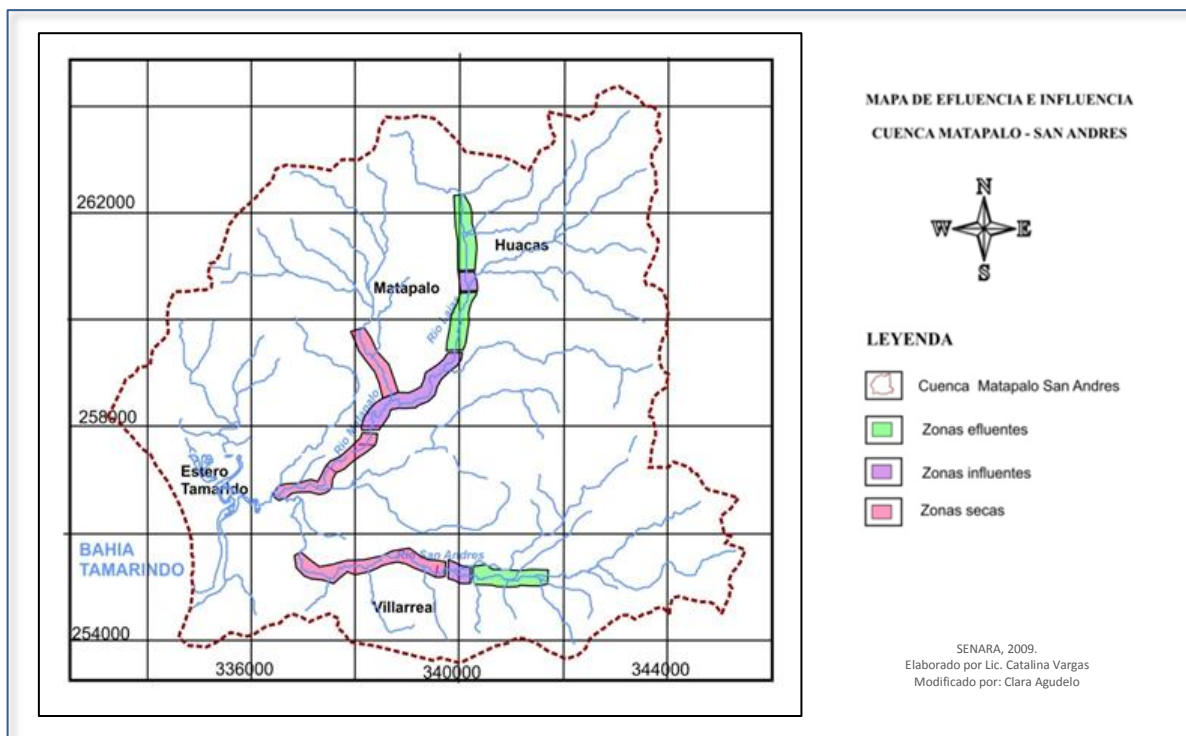 MAPA DE EFLUENCIA E INFLUENCIA
CUENCA MATAPALO - SAN ANDRES
N
W
E
S
LEYENDA
Cuenca Matapalo San Andres
Zonas efluentes
Zonas influentes
Zonas secas
262000
258000
254000
336000
340000
344000
Huacas
Matapalo
Río Matapalo
Estero
Tamarido
BAHIA
TAMARINDO
Río San Andres
Villarreal
SENARA, 2009.
Elaborado por Lic. Catalina Vargas
Modificado por: Clara Agudelo